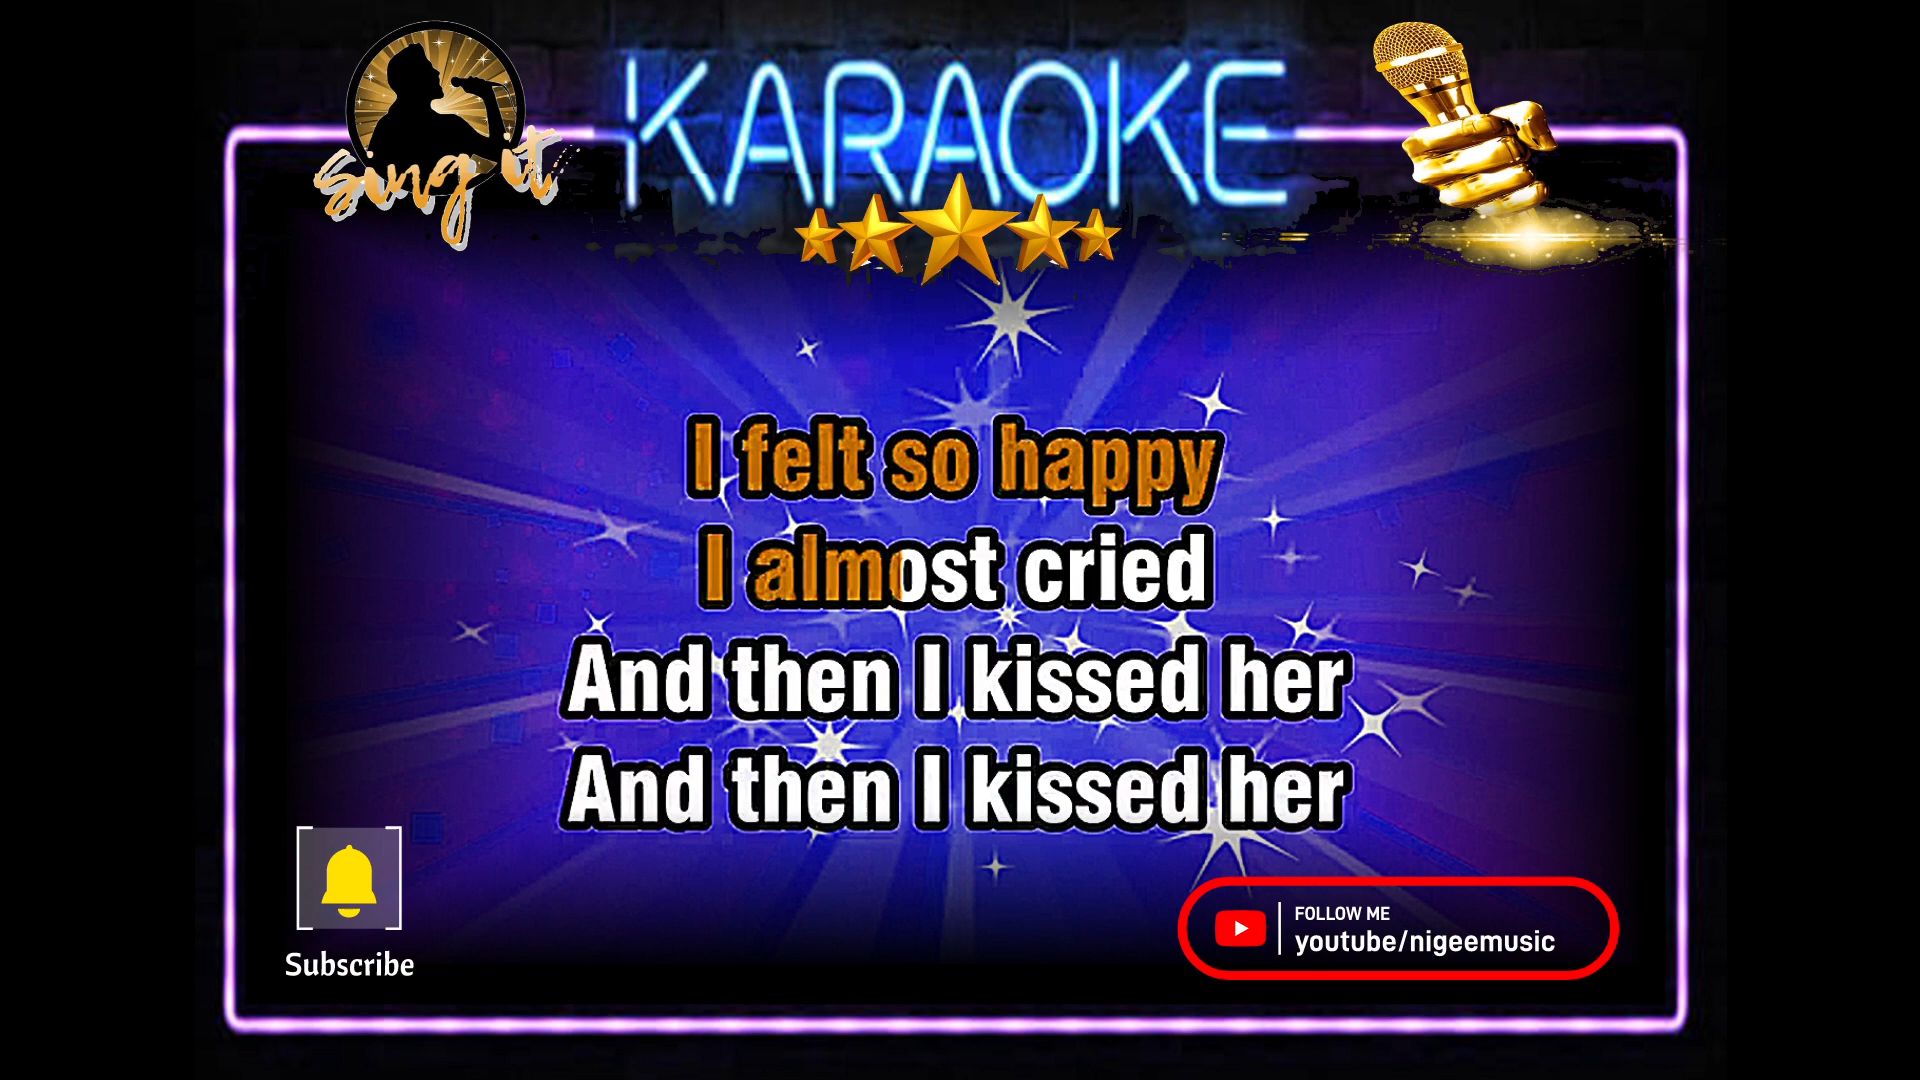 sing it
KARAOKE
I felt so happy
I almost cried
And then I kissed her
And then I kissed her
Subscribe
FOLLOW ME
youtube/nigeemusic